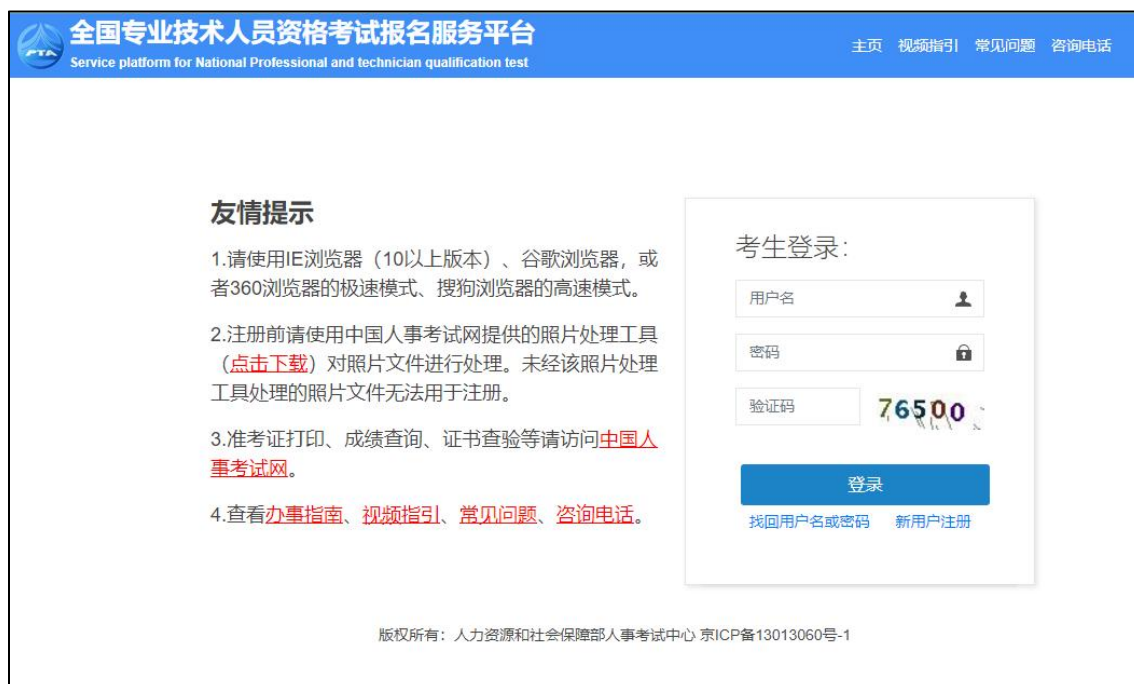 PTA
全国专业技术人员资格考试报名服务平台
Service platform for National Professional and technician qualification test
主页 视频指引 常见问题 咨询电话
友情提示
1.请使用IE浏览器（10以上版本）、谷歌浏览器，或
者360浏览器的极速模式、搜狗浏览器的高速模式。
2.注册前请使用中国人事考试网提供的照片处理工具
（点击下载）对照片文件进行处理。未经该照片处理
工具处理的照片文件无法用于注册。
3.准考证打印、成绩查询、证书查验等请访问中国人
事考试网。
4.查看办事指南、视频指引、常见问题、咨询电话。
考生登录：
用户名
密码
验证码 76500
登录
找回用户名或密码 新用户注册
版权所有：人力资源和社会保障部人事考试中心 京ICP备13013060号-1